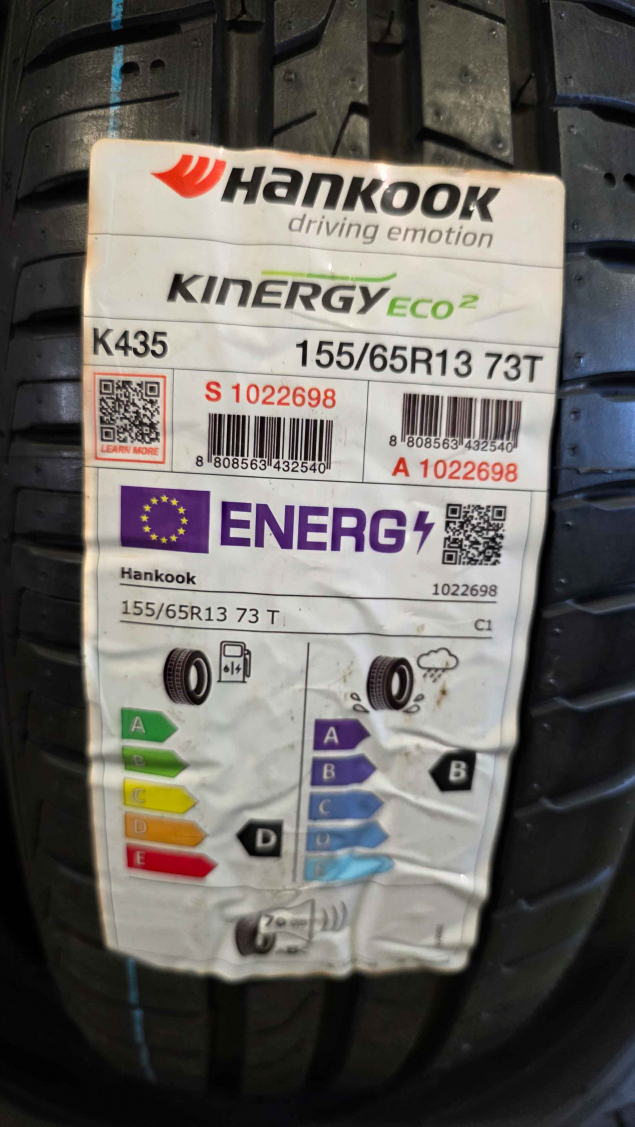 HANKOOK
driving emotion
KINERGY ECO²
K435 155/65R13 73T
LEARN MORE
S 1022698
8 808563 432540
8 808563 432540
A 1022698
ENERG
Hankook 1022698
155/65R13 73 T C1
A
B
C
D
E
D
A
B
C
D
B